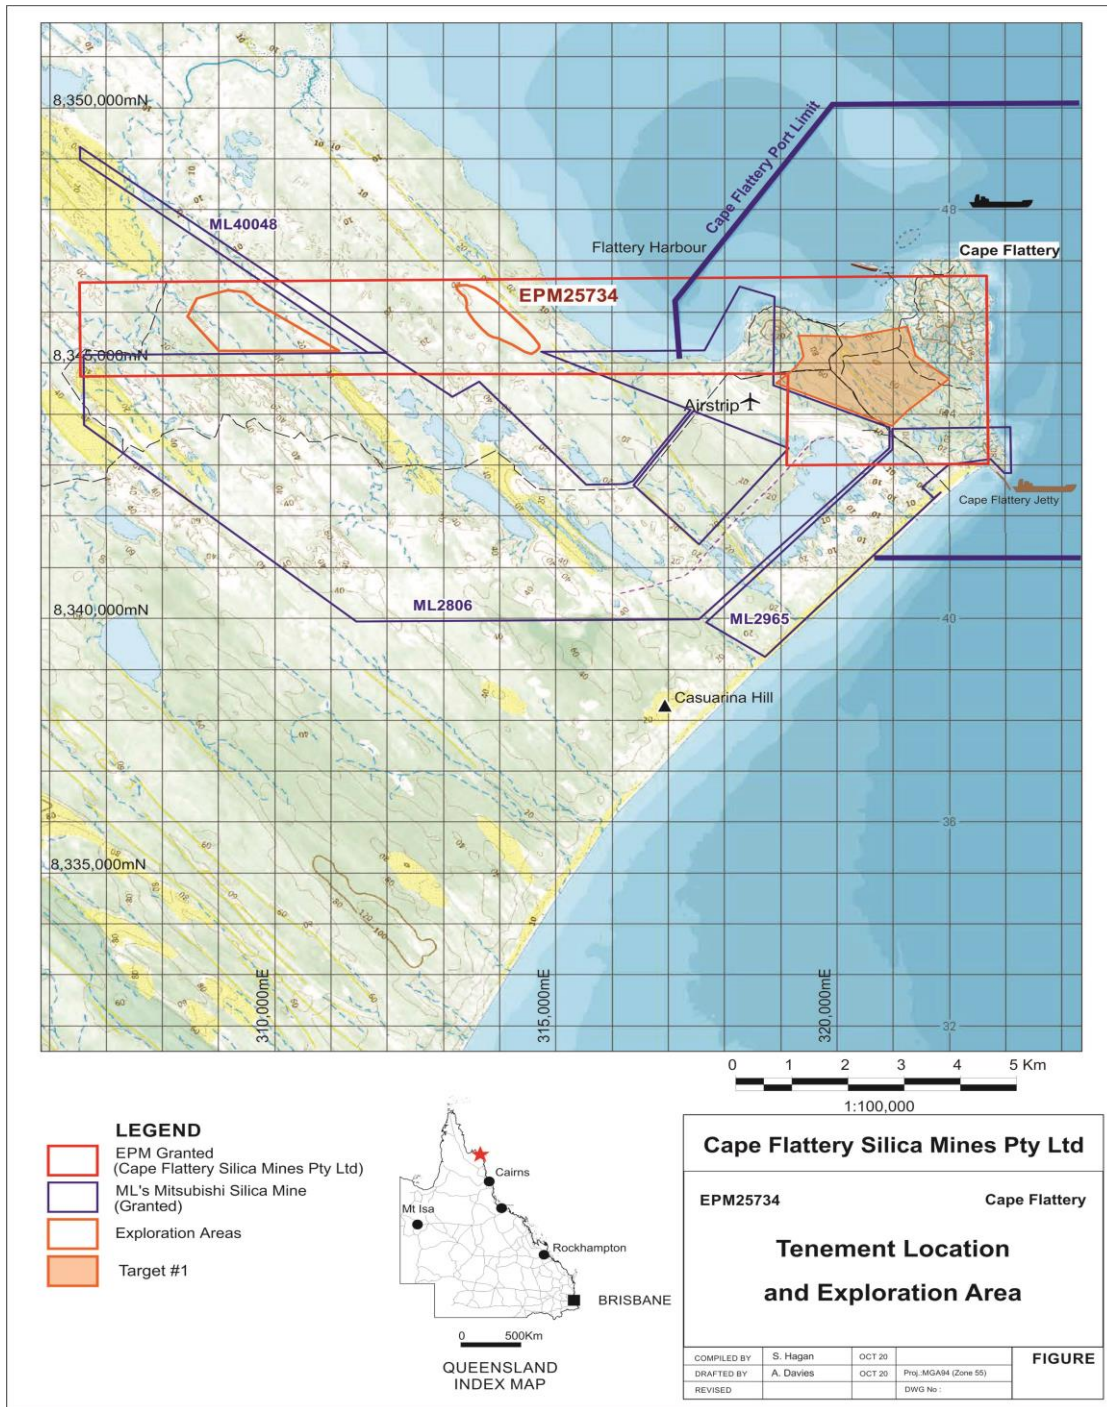 8,350,000mN
Cape Flattery Port Limit
48
ML40048
Flattery Harbour
Cape Flattery
EPM25734
8,345,000mN
Airstrip
44
Cape Flattery Jetty
8,340,000mN
ML2806
ML2965
40
Casuarina Hill
36
8,335,000mN
310,000mE
315,000mE
320,000mE
32
0 1 2 3 4 5 Km
1:100,000
LEGEND
EPM Granted
(Cape Flattery Silica Mines Pty Ltd)
ML's Mitsubishi Silica Mine
(Granted)
Exploration Areas
Target #1
Cairns
Mt Isa
Rockhampton
BRISBANE
0 500Km
QUEENSLAND
INDEX MAP
Cape Flattery Silica Mines Pty Ltd
EPM25734 Cape Flattery
Tenement Location
and Exploration Area
COMPILED BY S. Hagan OCT 20
DRAFTED BY A. Davies OCT 20 Proj.:MGA94 (Zone 55)
REVISED DWG No :
FIGURE